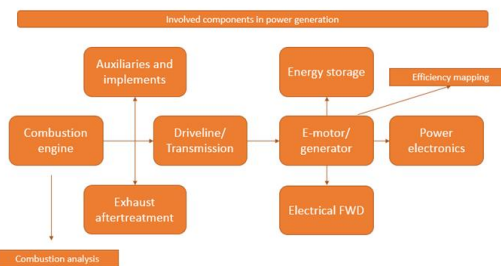 Involved components in power generation
Auxiliaries and
implements
Energy storage
Efficiency mapping
Combustion
engine
Driveline/
Transmission
E-motor/
generator
Power
electronics
Exhaust
aftertreatment
Electrical FWD
Combustion analysis